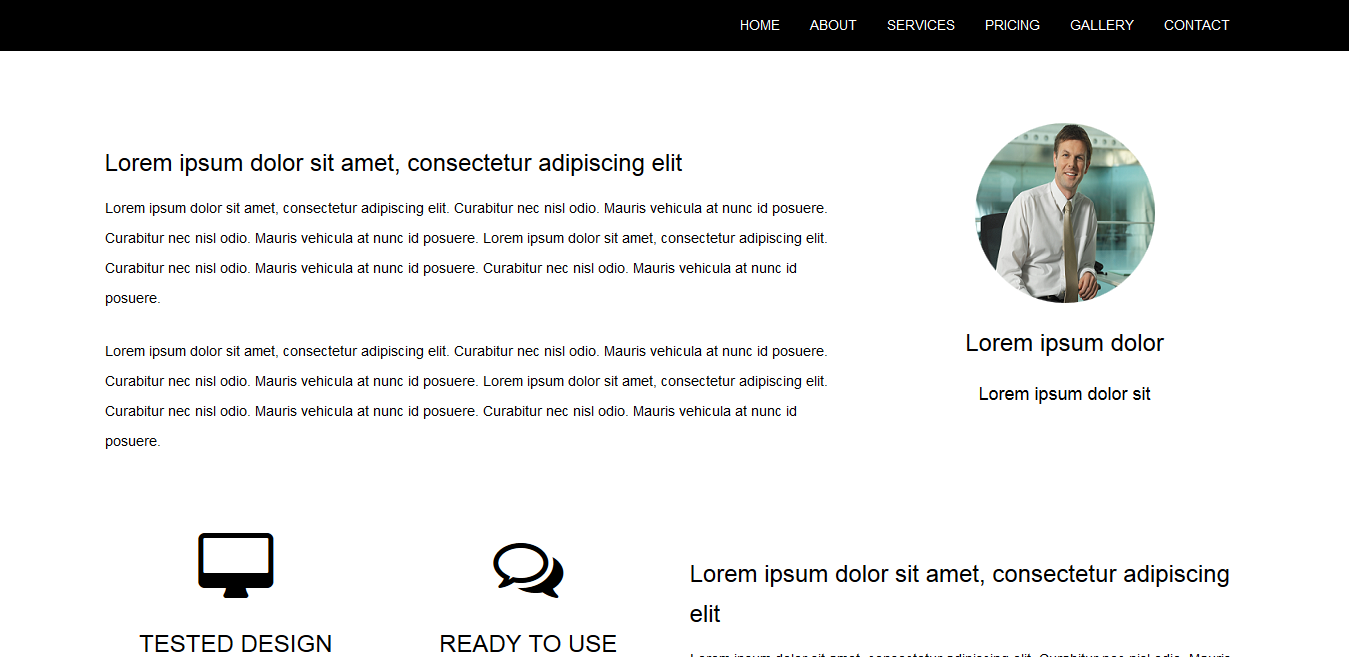 HOME ABOUT SERVICES PRICING GALLERY CONTACT
Lorem ipsum dolor sit amet, consectetur adipiscing elit
Lorem ipsum dolor sit amet, consectetur adipiscing elit. Curabitur nec nisl odio. Mauris vehicula at nunc id posuere.
Curabitur nec nisl odio. Mauris vehicula at nunc id posuere. Lorem ipsum dolor sit amet, consectetur adipiscing elit.
Curabitur nec nisl odio. Mauris vehicula at nunc id posuere. Curabitur nec nisl odio. Mauris vehicula at nunc id
posuere.
Lorem ipsum dolor sit amet, consectetur adipiscing elit. Curabitur nec nisl odio. Mauris vehicula at nunc id posuere.
Curabitur nec nisl odio. Mauris vehicula at nunc id posuere. Lorem ipsum dolor sit amet, consectetur adipiscing elit.
Curabitur nec nisl odio. Mauris vehicula at nunc id posuere. Curabitur nec nisl odio. Mauris vehicula at nunc id
posuere.
Lorem ipsum dolor
Lorem ipsum dolor sit
TESTED DESIGN
READY TO USE
Lorem ipsum dolor sit amet, consectetur adipiscing
elit